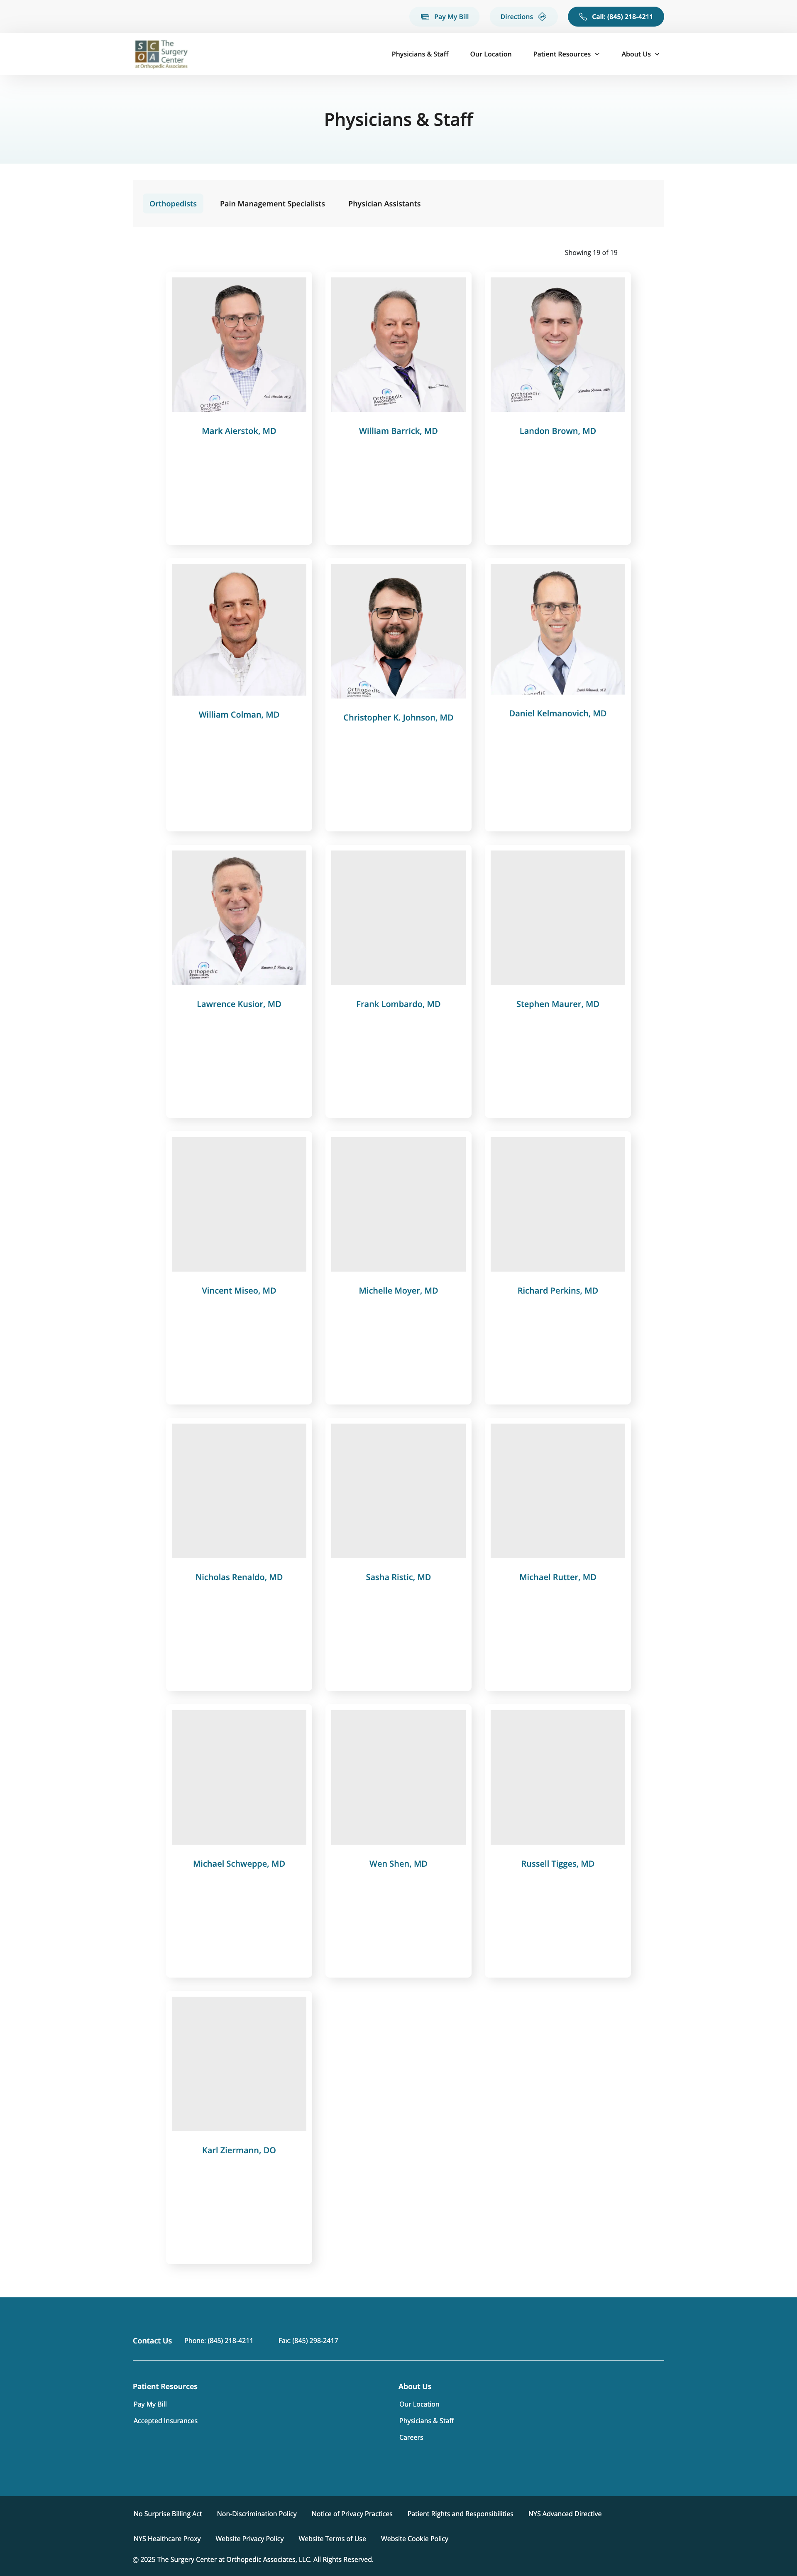 Pay My Bill
Directions
Call: (845) 218-4211
SC The
Surgery
OA Center
at Orthopedic Associates
Physicians & Staff
Our Location
Patient Resources
About Us
Physicians & Staff
Orthopedists
Pain Management Specialists
Physician Assistants
Showing 19 of 19
Mark Aierstok, MD
William Barrick, MD
Landon Brown, MD
William Colman, MD
Christopher K. Johnson, MD
Daniel Kelmanovich, MD
Orthopedic
Associates
Lawrence Kusior, MD
Frank Lombardo, MD
Stephen Maurer, MD
Vincent Miseo, MD
Michelle Moyer, MD
Richard Perkins, MD
Nicholas Renaldo, MD
Sasha Ristic, MD
Michael Rutter, MD
Michael Schweppe, MD
Wen Shen, MD
Russell Tigges, MD
Karl Ziermann, DO
Contact Us Phone: (845) 218-4211 Fax: (845) 298-2417
Patient Resources
Pay My Bill
Accepted Insurances
About Us
Our Location
Physicians & Staff
Careers
No Surprise Billing Act Non-Discrimination Policy Notice of Privacy Practices Patient Rights and Responsibilities NYS Advanced Directive
NYS Healthcare Proxy Website Privacy Policy Website Terms of Use Website Cookie Policy
© 2025 The Surgery Center at Orthopedic Associates, LLC. All Rights Reserved.